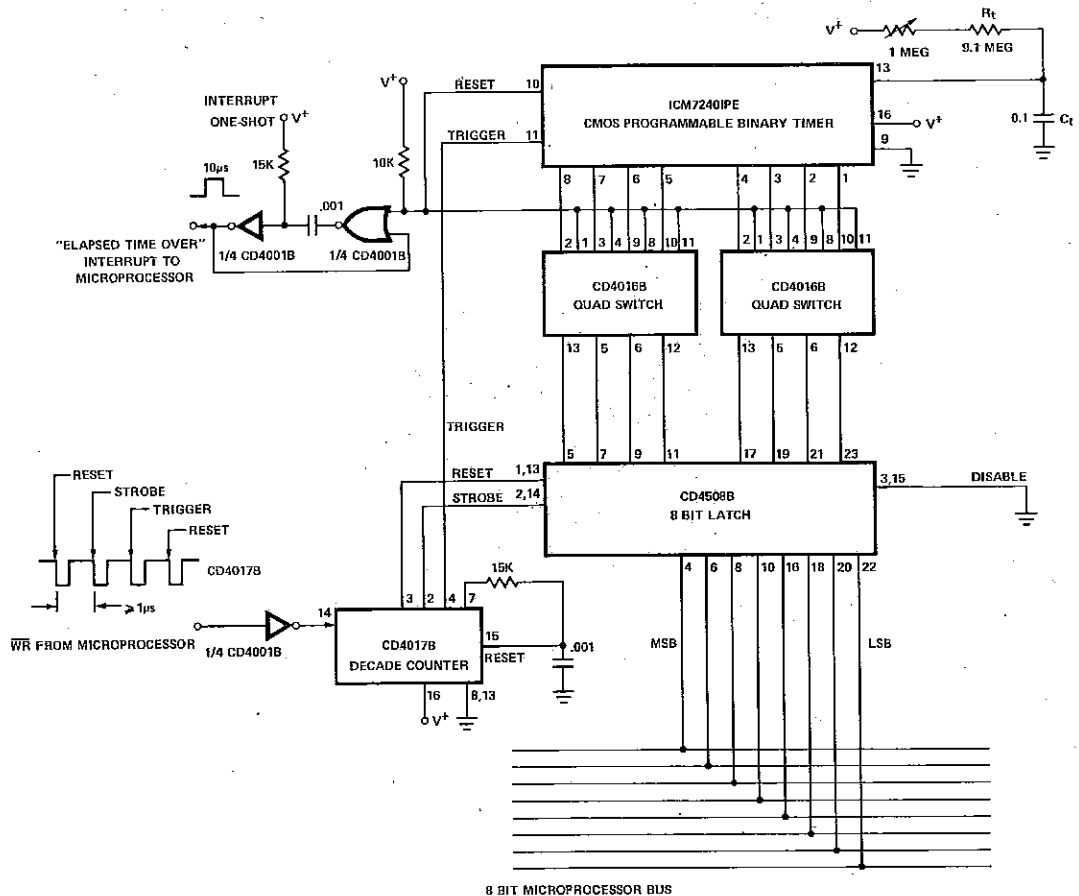 V+
1 MEG
Rt
9.1 MEG
13
0.1
Ct
ICM7240IPE
CMOS PROGRAMMABLE BINARY TIMER
RESET 10
TRIGGER 11
16
V+
9
8 7 6 5 4 3 2 1
INTERRUPT
ONE-SHOT
V+
15K
V+
10K
10µs
.001
1/4 CD4001B
1/4 CD4001B
"ELAPSED TIME OVER"
INTERRUPT TO
MICROPROCESSOR
2 1 3 4 9 8 10 11
2 1 3 4 9 8 10 11
CD4016B
QUAD SWITCH
CD4016B
QUAD SWITCH
13 5 6 12
13 5 6 12
TRIGGER
5 7 9 11 17 19 21 23
RESET 1,13
STROBE 2,14
CD4508B
8 BIT LATCH
3,15
DISABLE
4 6 8 10 16 18 20 22
RESET
STROBE
TRIGGER
RESET
CD4017B
⩾1µs
WR FROM MICROPROCESSOR
1/4 CD4001B
14
3 2 4 7
15K
CD4017B
DECADE COUNTER
15
RESET
.001
16
8,13
V+
MSB
LSB
8 BIT MICROPROCESSOR BUS